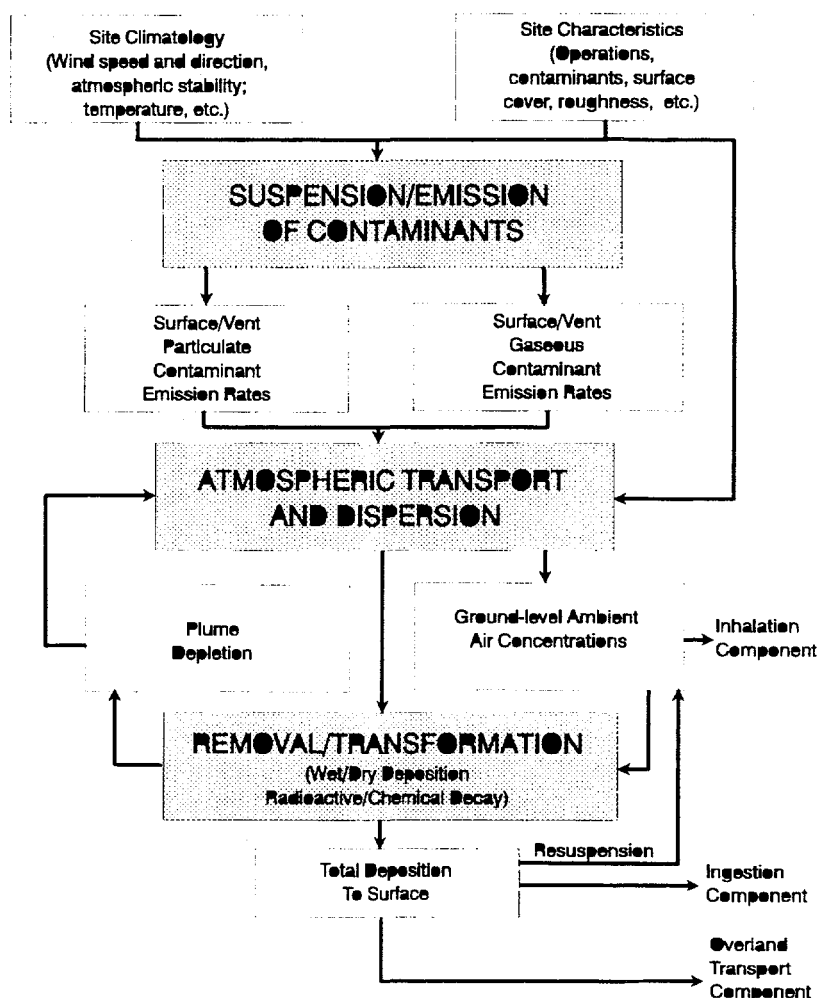 Site Climatology
(Wind speed and direction,
atmospheric stability;
temperature, etc.)
Site Characteristics
(Operations,
contaminants, surface
cover, roughness, etc.)
SUSPENSION/EMISSION
OF CONTAMINANTS
Surface/Vent
Particulate
Contaminant
Emission Rates
Surface/Vent
Gaseous
Contaminant
Emission Rates
ATMOSPHERIC TRANSPORT
AND DISPERSION
Plume
Depletion
Ground-level Ambient
Air Concentrations
Inhalation
Component
REMOVAL/TRANSFORMATION
(Wet/Dry Deposition
Radioactive/Chemical Decay)
Total Deposition
To Surface
Resuspension
Ingestion
Component
Overland
Transport
Component